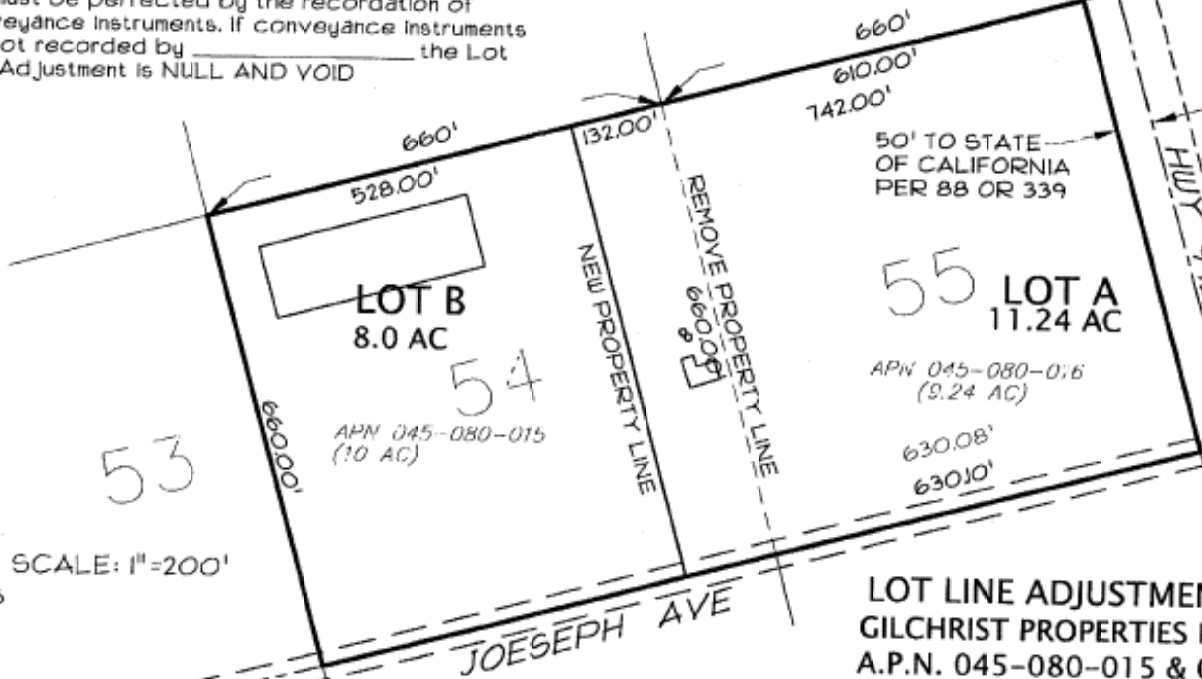 must be perfected by the recordation of
veyance instruments. If conveyance instruments
ot recorded by ____________ the Lot
Adjustment is NULL AND VOID
660'
610.00'
742.00'
660'
132.00'
528.00'
50' TO STATE
OF CALIFORNIA
PER 88 OR 339
HWY
REMOVE PROPERTY LINE
660.00'
NEW PROPERTY LINE
LOT B
8.0 AC
54
APN 045-080-015
(10 AC)
55
LOT A
11.24 AC
APN 045-080-016
(9.24 AC)
630.08'
630.10'
660.00'
53
SCALE: 1"=200'
JOESEPH AVE
LOT LINE ADJUSTMEN
GILCHRIST PROPERTIES
A.P.N. 045-080-015 &